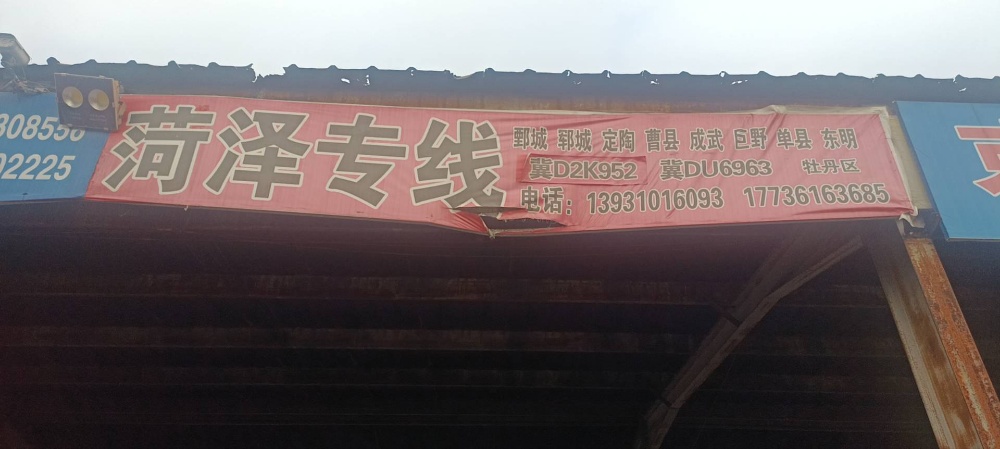 808556
02225
菏泽专线
鄄城 郓城 定陶 曹县 成武 巨野 单县 东明
冀D2K952 冀DU6963 牡丹区
电话：13931016093 17736163685